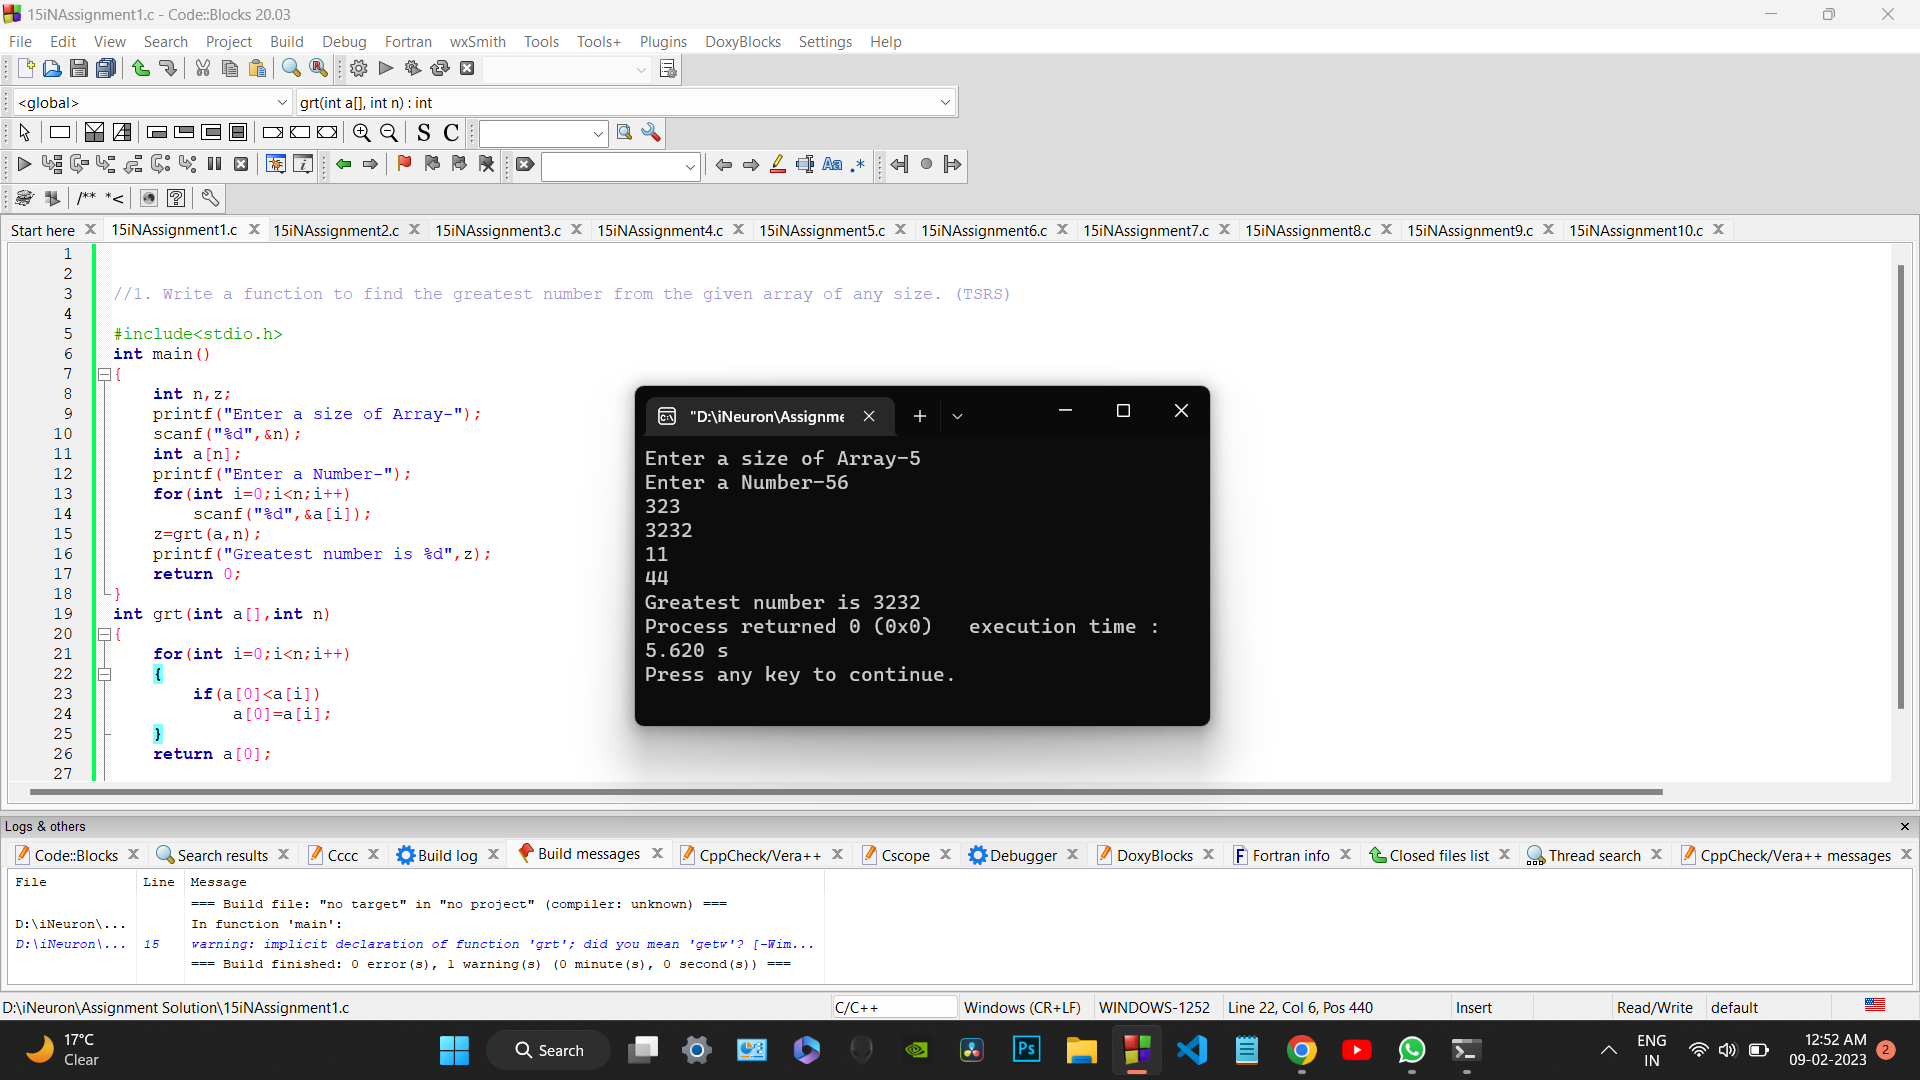 15iNAssignment1.c - Code::Blocks 20.03
File Edit View Search Project Build Debug Fortran wxSmith Tools Tools+ Plugins DoxyBlocks Settings Help
<global> grt(int a[], int n) : int
S C
Aa .*
/** *<
Start here 15iNAssignment1.c 15iNAssignment2.c 15iNAssignment3.c 15iNAssignment4.c 15iNAssignment5.c 15iNAssignment6.c 15iNAssignment7.c 15iNAssignment8.c 15iNAssignment9.c 15iNAssignment10.c
1
2
3 //1. Write a function to find the greatest number from the given array of any size. (TSRS)
4
5 #include<stdio.h>
6 int main()
7 {
8 int n,z;
9 printf("Enter a size of Array-");
10 scanf("%d",&n);
11 int a[n];
12 printf("Enter a Number-");
13 for(int i=0;i<n;i++)
14 scanf("%d",&a[i]);
15 z=grt(a,n);
16 printf("Greatest number is %d",z);
17 return 0;
18 }
19 int grt(int a[],int n)
20 {
21 for(int i=0;i<n;i++)
22 {
23 if(a[0]<a[i])
24 a[0]=a[i];
25 }
26 return a[0];
27
"D:\iNeuron\Assignme
Enter a size of Array-5
Enter a Number-56
323
3232
11
44
Greatest number is 3232
Process returned 0 (0x0) execution time :
5.620 s
Press any key to continue.
Logs & others
Code::Blocks Search results Cccc Build log Build messages CppCheck/Vera++ Cscope Debugger DoxyBlocks Fortran info Closed files list Thread search CppCheck/Vera++ messages
File Line Message
=== Build file: "no target" in "no project" (compiler: unknown) ===
D:\iNeuron\... In function 'main':
D:\iNeuron\... 15 warning: implicit declaration of function 'grt'; did you mean 'getw'? [-Wim...
=== Build finished: 0 error(s), 1 warning(s) (0 minute(s), 0 second(s)) ===
D:\iNeuron\Assignment Solution\15iNAssignment1.c C/C++ Windows (CR+LF) WINDOWS-1252 Line 22, Col 6, Pos 440 Insert Read/Write default
17°C
Clear
Search
Ps
ENG
IN
12:52 AM
09-02-2023
2